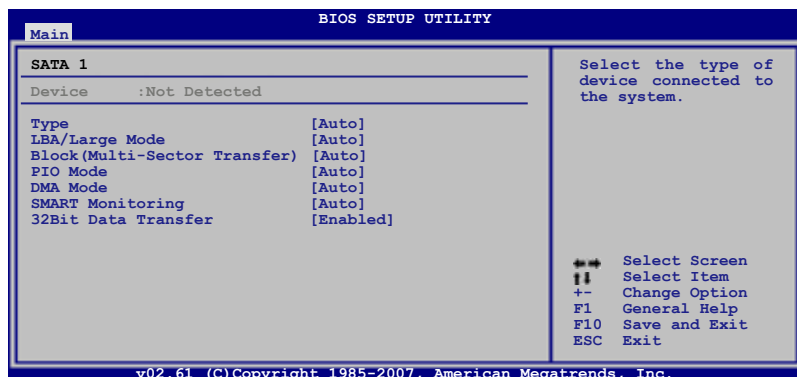 BIOS SETUP UTILITY
Main
SATA 1
Device :Not Detected
Type [Auto]
LBA/Large Mode [Auto]
Block(Multi-Sector Transfer) [Auto]
PIO Mode [Auto]
DMA Mode [Auto]
SMART Monitoring [Auto]
32Bit Data Transfer [Enabled]
Select the type of
device connected to
the system.
Select Screen
Select Item
+- Change Option
F1 General Help
F10 Save and Exit
ESC Exit
v02.61 (C)Copyright 1985-2007, American Megatrends, Inc.